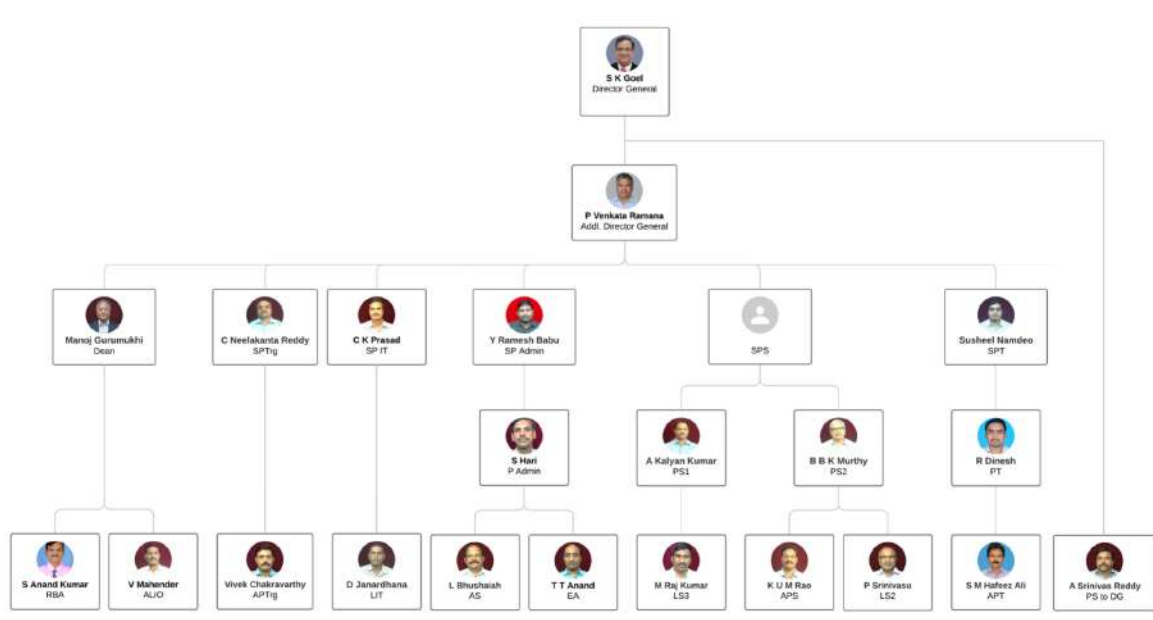 S K Goel
Director General
P Venkata Ramana
Addl. Director General
Manoj Gurumukhi
Dean
C Neelakanta Reddy
SPTrg
C K Prasad
SP IT
Y Ramesh Babu
SP Admin
SPS
Susheel Namdeo
SPT
S Hari
P Admin
A Kalyan Kumar
PS1
B B K Murthy
PS2
R Dinesh
PT
S Anand Kumar
RBA
V Mahender
ALIO
Vivek Chakravarthy
APTrg
D Janardhana
LIT
L Bhushaiah
AS
T T Anand
EA
M Raj Kumar
LS3
K U M Rao
APS
P Srinivasu
LS2
S M Hafeez Ali
APT
A Srinivas Reddy
PS to DG